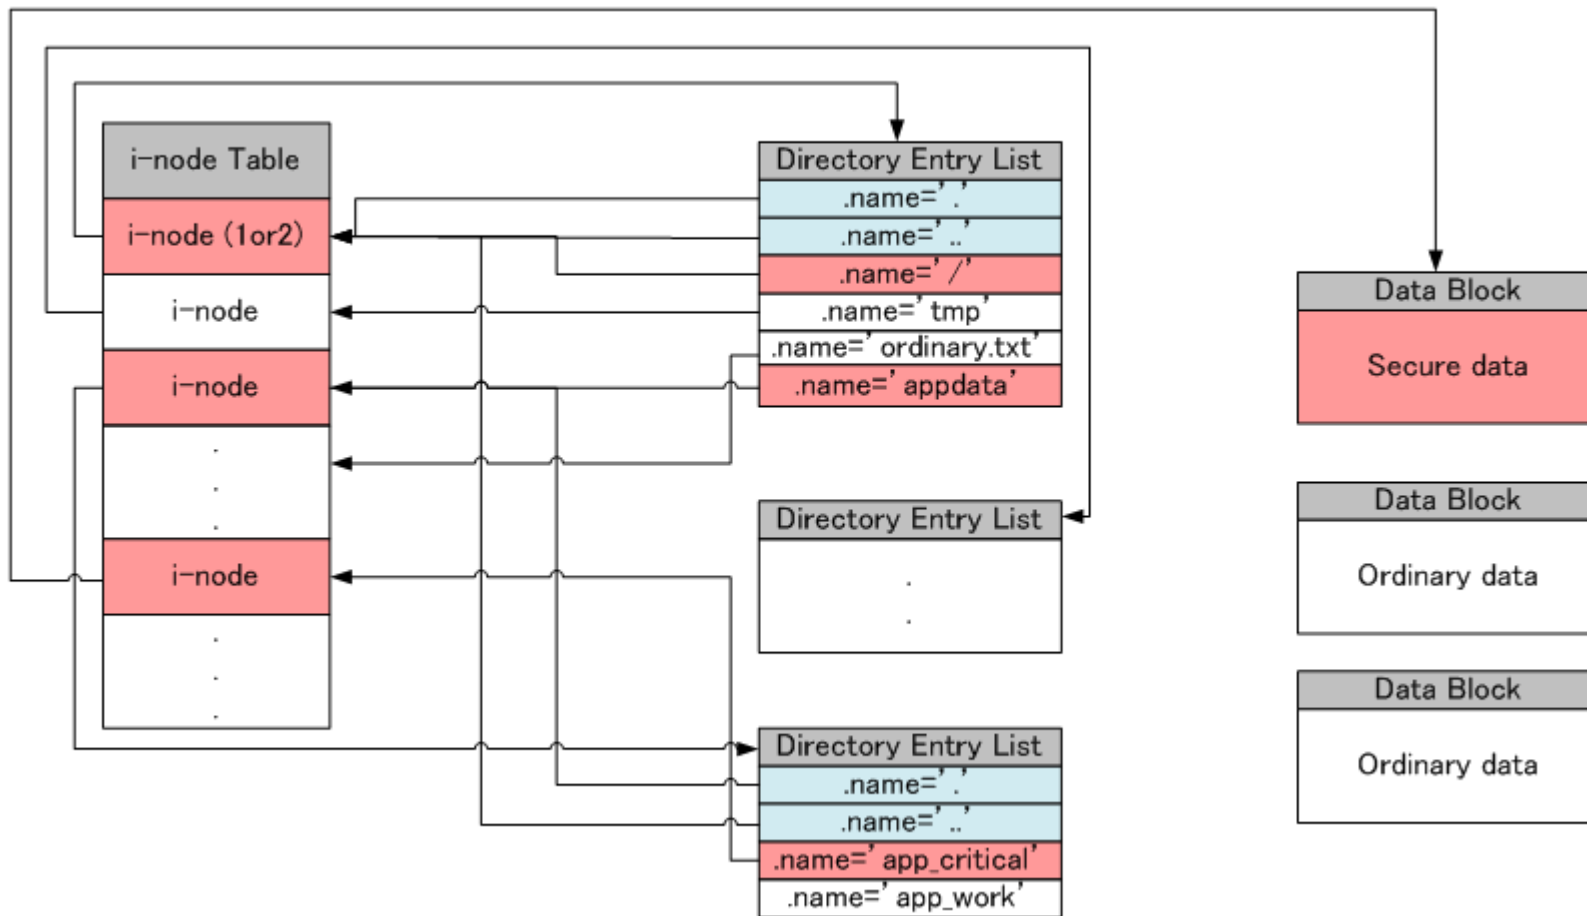 i-node Table
i-node (1or2)
i-node
i-node
.
.
.
i-node
.
.
.
Directory Entry List
.name='.'
.name='..'
.name='/'
.name='tmp'
.name='ordinary.txt'
.name='appdata'
Directory Entry List
.
.
Directory Entry List
.name='.'
.name='..'
.name='app_critical'
.name='app_work'
Data Block
Secure data
Data Block
Ordinary data
Data Block
Ordinary data